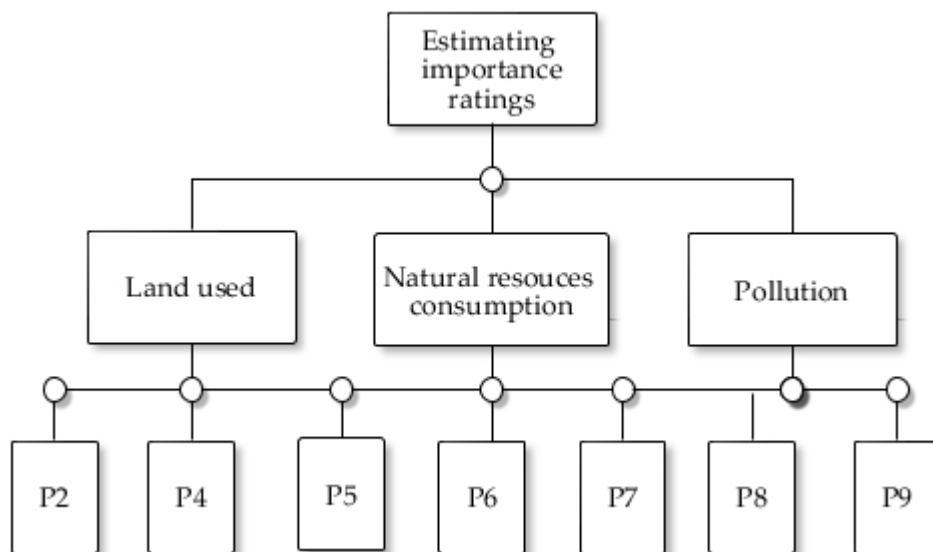 Estimating
importance
ratings
Land used
Natural resouces
consumption
Pollution
P2
P4
P5
P6
P7
P8
P9